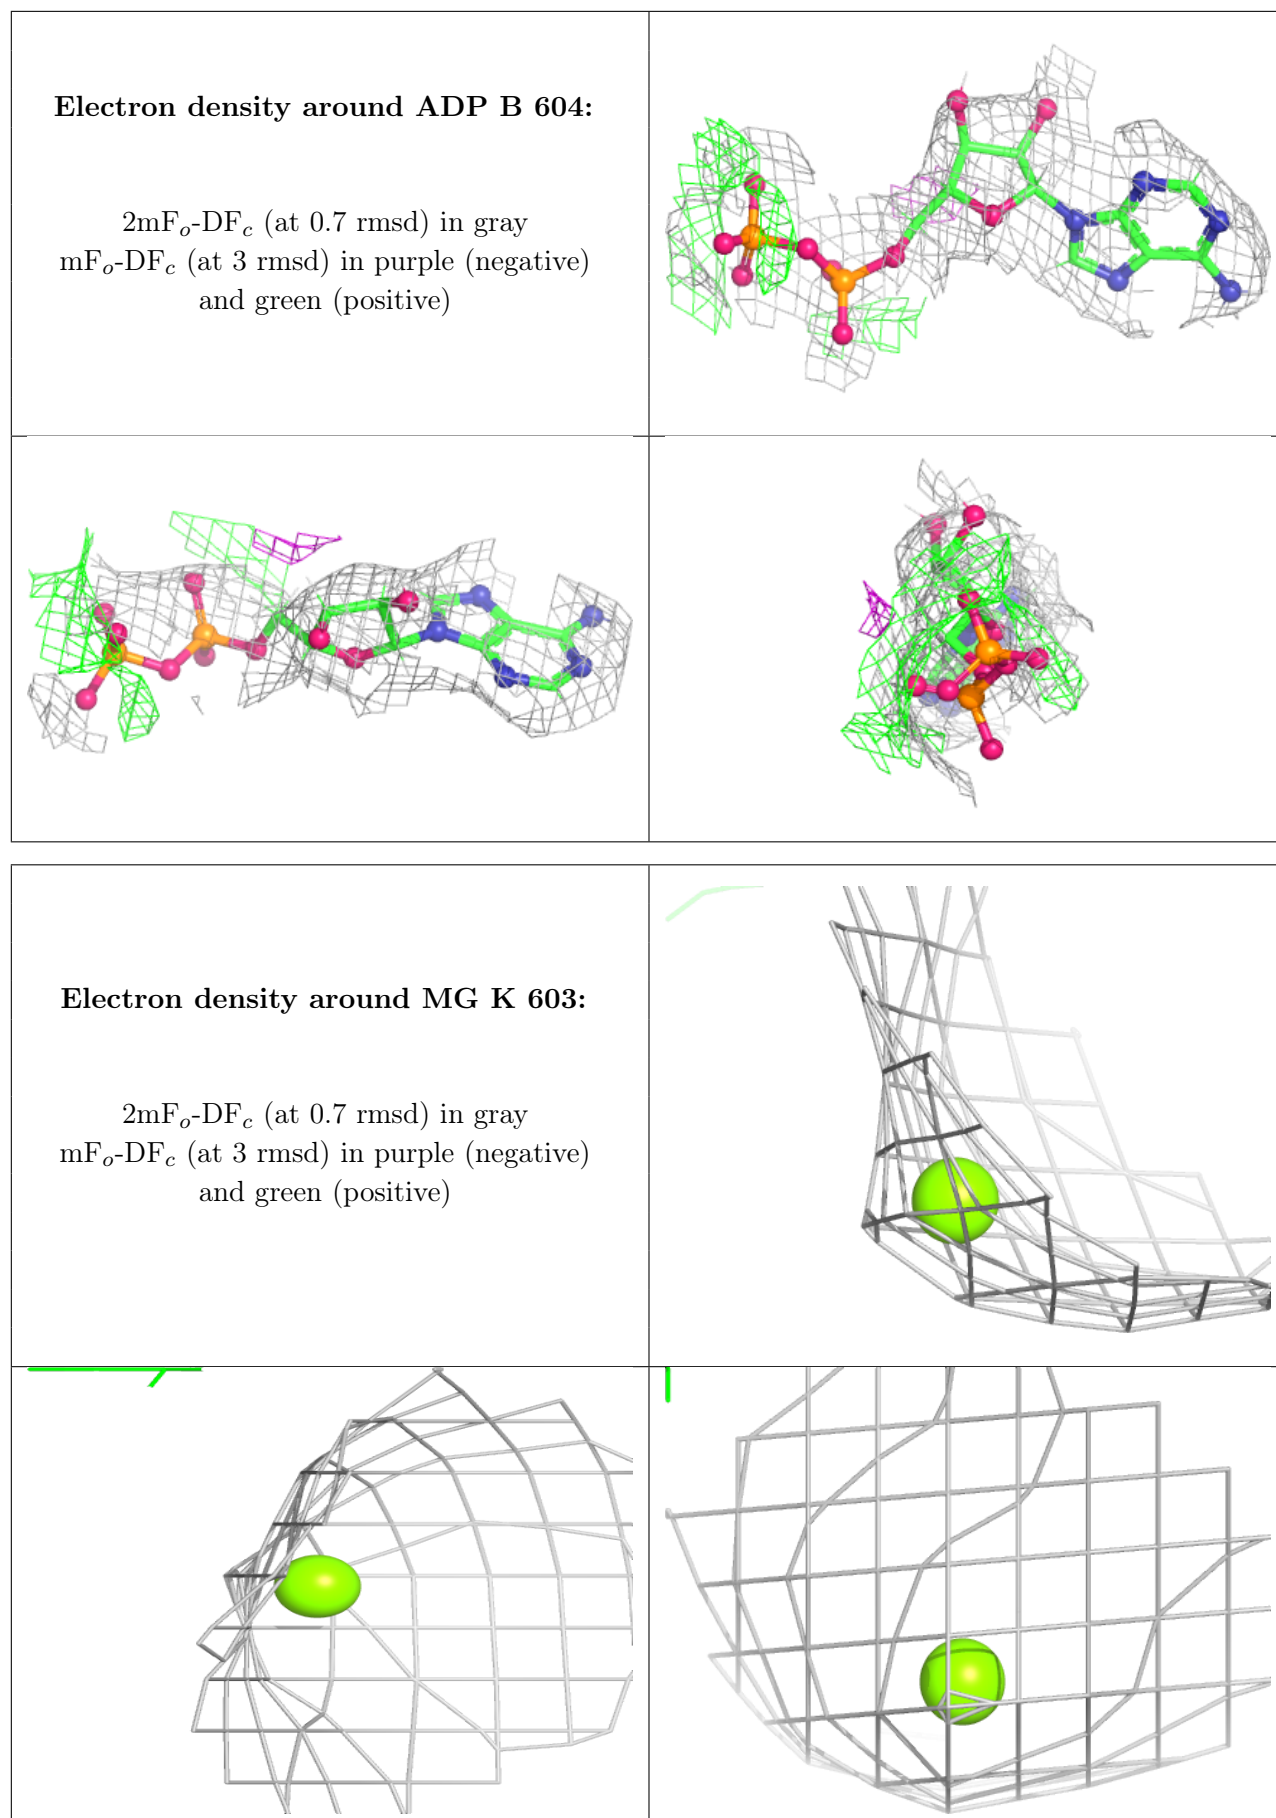 Electron density around ADP B 604:
2mFₒ-DF𝒸 (at 0.7 rmsd) in gray
mFₒ-DF𝒸 (at 3 rmsd) in purple (negative)
and green (positive)
Electron density around MG K 603:
2mFₒ-DF𝒸 (at 0.7 rmsd) in gray
mFₒ-DF𝒸 (at 3 rmsd) in purple (negative)
and green (positive)